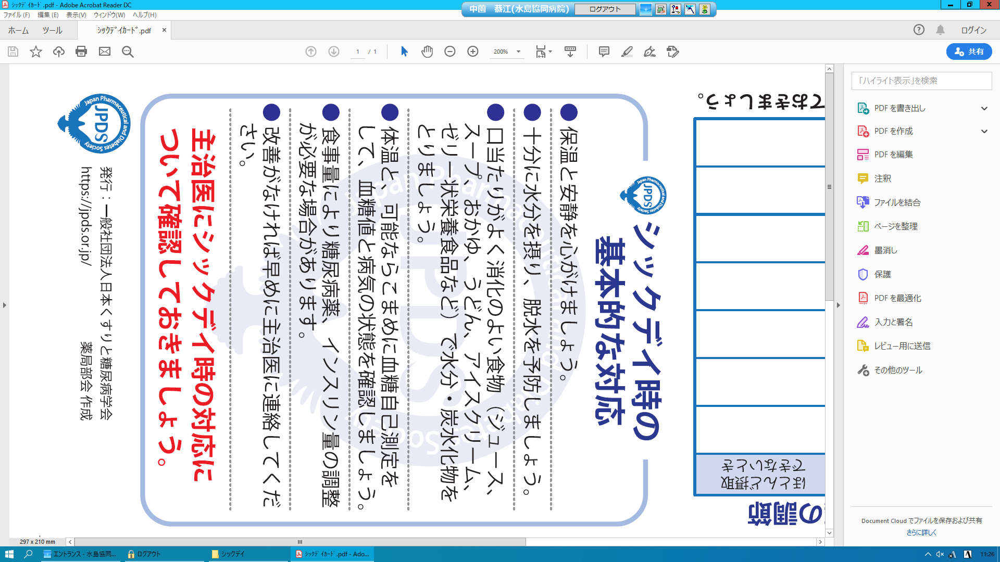 シックデイカード.pdf - Adobe Acrobat Reader DC
中薗　恭江(水島協同病院)
ログアウト
ファイル(F)
編集(E)
表示(V)
ウィンドウ(W)
ヘルプ(H)
ホーム
ツール
シックデイカード.pdf
ログイン
1 / 1
200%
共有
シックデイ時の
基本的な対応
保温と安静を心がけましょう。
十分に水分を摂り、脱水を予防しましょう。
口当たりがよく消化のよい食物（ジュース、
スープ、おかゆ、うどん、アイスクリーム、
ゼリー状栄養食品など）で水分・炭水化物を
とりましょう。
体温と、可能ならこまめに血糖自己測定を
して、血糖値と病気の状態を確認しましょう。
食事量により糖尿病薬、インスリン量の調整
が必要な場合があります。
改善がなければ早めに主治医に連絡してくだ
さい。
主治医にシックデイ時の対応に
ついて確認しておきましょう。
発行：一般社団法人日本くすりと糖尿病学会
https://jpds.or.jp/
薬局部会 作成
Japan Pharmaceutical and Diabetes Society
JPDS
Japan Pharmaceutical and Diabetes Society
JPDS
Japan Pharmaceutical and Diabetes Society
JPDS
の調節
ほとんど摂取
できないとき
ておきましょう。
「ハイライト表示」を検索
PDF を書き出し
PDF を作成
PDF を編集
注釈
ファイルを結合
ページを整理
墨消し
保護
PDF を最適化
入力と署名
レビュー用に送信
その他のツール
Document Cloud でファイルを保存および共有
さらに詳しく
297 x 210 mm
エントランス - 水島協同...
ログアウト
シックデイ
シックデイカード.pdf - Ado...
A
11:26